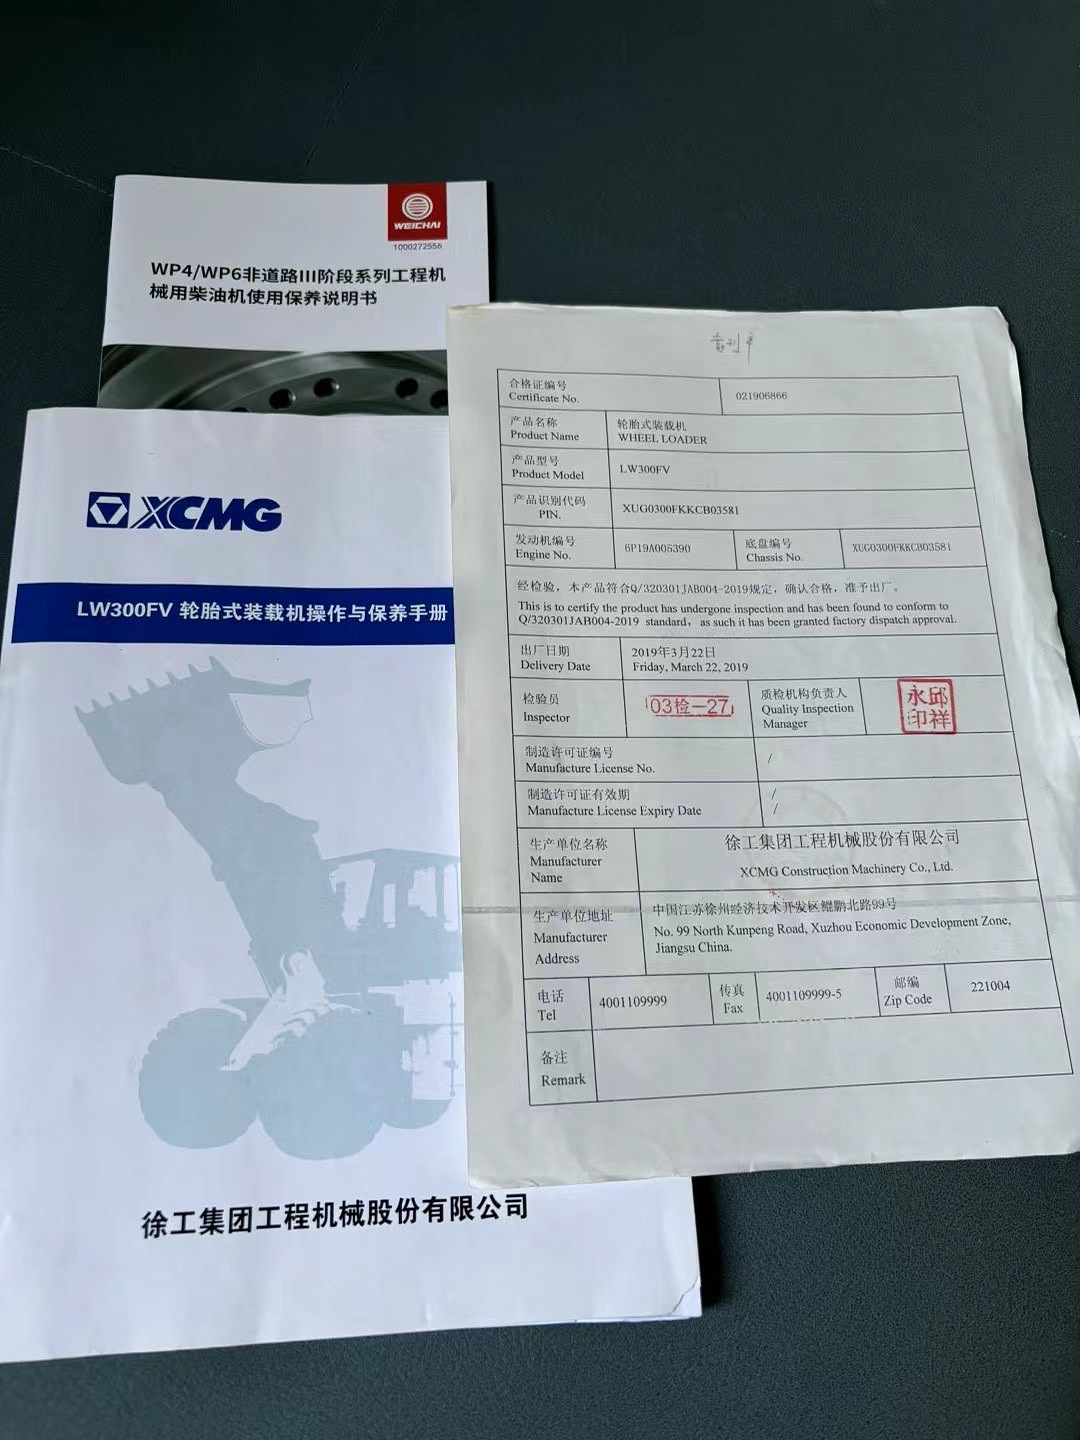 WEICHAI
1000272556
WP4/WP6非道路III阶段系列工程机
械用柴油机使用保养说明书
XCMG
LW300FV 轮胎式装载机操作与保养手册
徐工集团工程机械股份有限公司
合格证编号
Certificate No.
021906866
产品名称
Product Name
轮胎式装载机
WHEEL LOADER
产品型号
Product Model
LW300FV
产品识别代码
PIN.
XUG0300FKKCB03581
发动机编号
Engine No.
6P19A005390
底盘编号
Chassis No.
XUG0300FKKCB03581
经检验，本产品符合Q/320301JAB004-2019规定，确认合格，准予出厂。
This is to certify the product has undergone inspection and has been found to conform to
Q/320301JAB004-2019 standard， as such it has been granted factory dispatch approval.
出厂日期
Delivery Date
2019年3月22日
Friday, March 22, 2019
检验员
Inspector
03检-27
质检机构负责人
Quality Inspection
Manager
邱祥
永印
制造许可证编号
Manufacture License No.
/
制造许可证有效期
Manufacture License Expiry Date
/
/
生产单位名称
Manufacturer
Name
徐工集团工程机械股份有限公司
XCMG Construction Machinery Co., Ltd.
生产单位地址
Manufacturer
Address
中国江苏徐州经济技术开发区鲲鹏北路99号
No. 99 North Kunpeng Road, Xuzhou Economic Development Zone,
Jiangsu China.
电话
Tel
4001109999
传真
Fax
4001109999-5
邮编
Zip Code
221004
备注
Remark